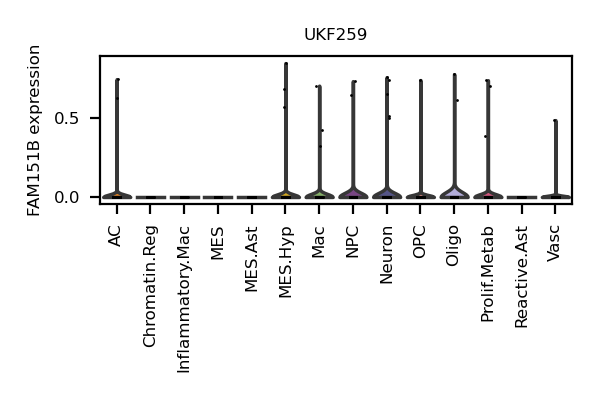 UKF259
FAM151B expression
0.5
0.0
AC
Chromatin.Reg
Inflammatory.Mac
MES
MES.Ast
MES.Hyp
Mac
NPC
Neuron
OPC
Oligo
Prolif.Metab
Reactive.Ast
Vasc